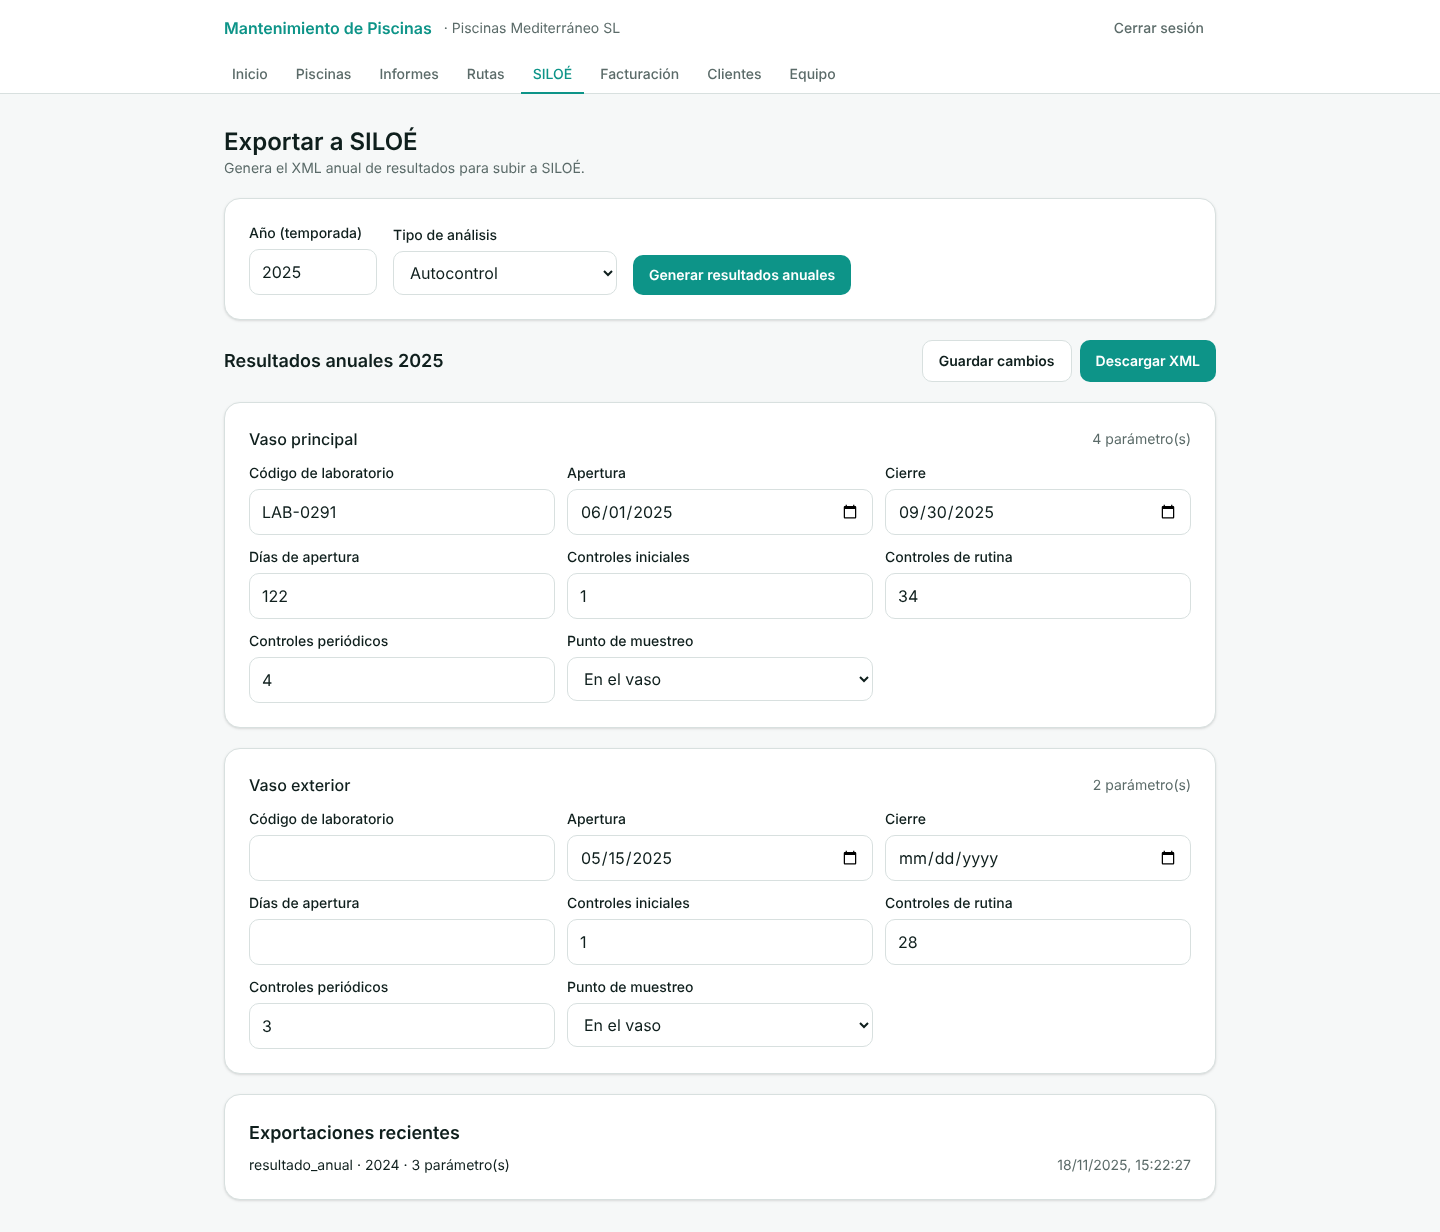 Mantenimiento de Piscinas · Piscinas Mediterráneo SL Cerrar sesión
Inicio Piscinas Informes Rutas SILOÉ Facturación Clientes Equipo
Exportar a SILOÉ
Genera el XML anual de resultados para subir a SILOÉ.
Año (temporada) Tipo de análisis
2025 Autocontrol Generar resultados anuales
Resultados anuales 2025 Guardar cambios Descargar XML
Vaso principal 4 parámetro(s)
Código de laboratorio Apertura Cierre
LAB-0291 06/01/2025 09/30/2025
Días de apertura Controles iniciales Controles de rutina
122 1 34
Controles periódicos Punto de muestreo
4 En el vaso
Vaso exterior 2 parámetro(s)
Código de laboratorio Apertura Cierre
05/15/2025 mm/dd/yyyy
Días de apertura Controles iniciales Controles de rutina
1 28
Controles periódicos Punto de muestreo
3 En el vaso
Exportaciones recientes
resultado_anual · 2024 · 3 parámetro(s) 18/11/2025, 15:22:27